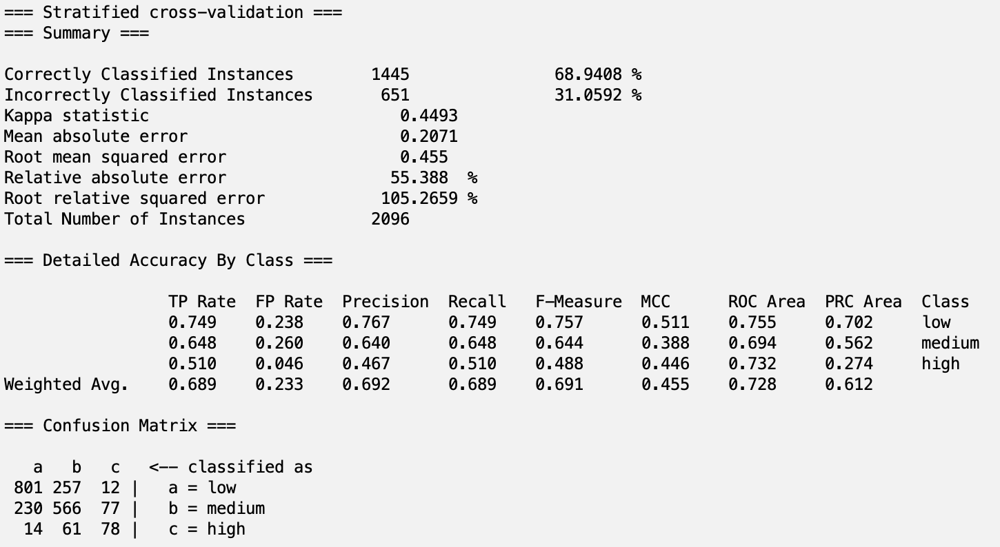 === Stratified cross-validation ===
=== Summary ===
Correctly Classified Instances        1445               68.9408 %
Incorrectly Classified Instances       651               31.0592 %
Kappa statistic                          0.4493
Mean absolute error                      0.2071
Root mean squared error                  0.455
Relative absolute error                 55.388  %
Root relative squared error            105.2659 %
Total Number of Instances             2096
=== Detailed Accuracy By Class ===
                 TP Rate  FP Rate  Precision  Recall   F-Measure  MCC      ROC Area  PRC Area  Class
                 0.749    0.238    0.767      0.749    0.757      0.511    0.755     0.702     low
                 0.648    0.260    0.640      0.648    0.644      0.388    0.694     0.562     medium
                 0.510    0.046    0.467      0.510    0.488      0.446    0.732     0.274     high
Weighted Avg.    0.689    0.233    0.692      0.689    0.691      0.455    0.728     0.612
=== Confusion Matrix ===
   a   b   c   <-- classified as
 801 257  12 |   a = low
 230 566  77 |   b = medium
  14  61  78 |   c = high